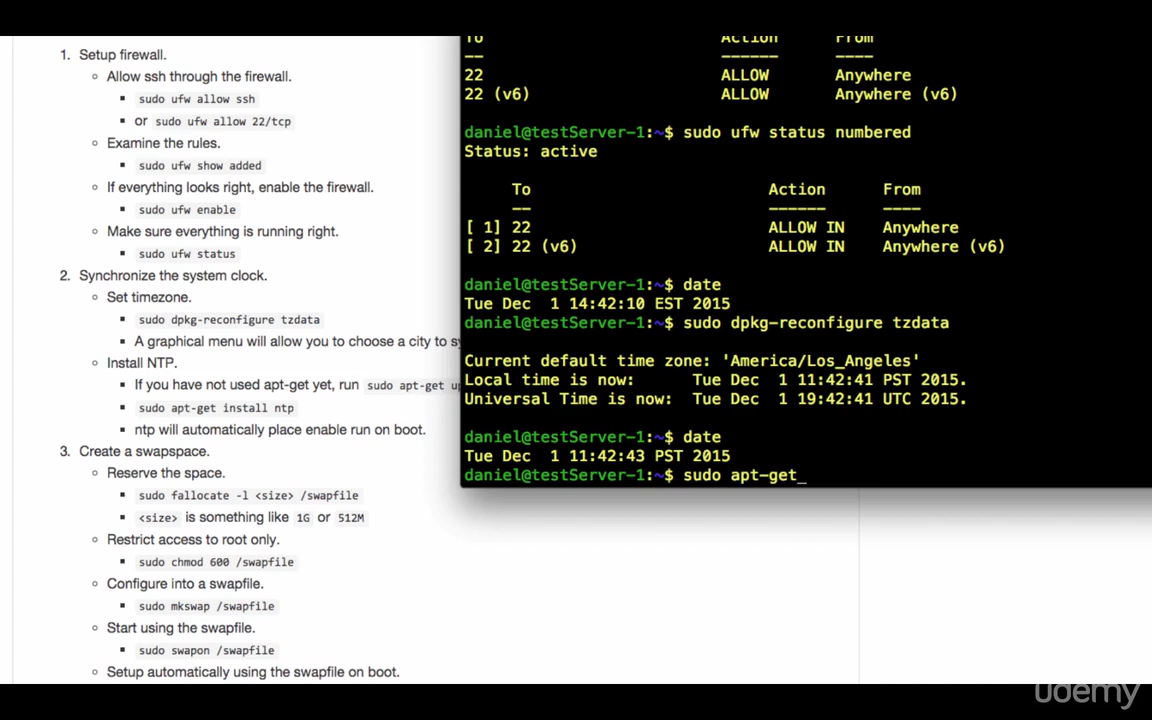 1. Setup firewall.
Allow ssh through the firewall.
sudo ufw allow ssh
or sudo ufw allow 22/tcp
Examine the rules.
sudo ufw show added
If everything looks right, enable the firewall.
sudo ufw enable
Make sure everything is running right.
sudo ufw status
2. Synchronize the system clock.
Set timezone.
sudo dpkg-reconfigure tzdata
A graphical menu will allow you to choose a city to
Install NTP.
If you have not used apt-get yet, run sudo apt-get
sudo apt-get install ntp
ntp will automatically place enable run on boot.
3. Create a swapspace.
Reserve the space.
sudo fallocate -l <size> /swapfile
<size> is something like 1G or 512M
Restrict access to root only.
sudo chmod 600 /swapfile
Configure into a swapfile.
sudo mkswap /swapfile
Start using the swapfile.
sudo swapon /swapfile
Setup automatically using the swapfile on boot.
To Action From
-- ------ ----
22 ALLOW Anywhere
22 (v6) ALLOW Anywhere (v6)
daniel@testServer-1:~$ sudo ufw status numbered
Status: active
To Action From
-- ------ ----
[ 1] 22 ALLOW IN Anywhere
[ 2] 22 (v6) ALLOW IN Anywhere (v6)
daniel@testServer-1:~$ date
Tue Dec 1 14:42:10 EST 2015
daniel@testServer-1:~$ sudo dpkg-reconfigure tzdata
Current default time zone: 'America/Los_Angeles'
Local time is now: Tue Dec 1 11:42:41 PST 2015.
Universal Time is now: Tue Dec 1 19:42:41 UTC 2015.
daniel@testServer-1:~$ date
Tue Dec 1 11:42:43 PST 2015
daniel@testServer-1:~$ sudo apt-get_
udemy